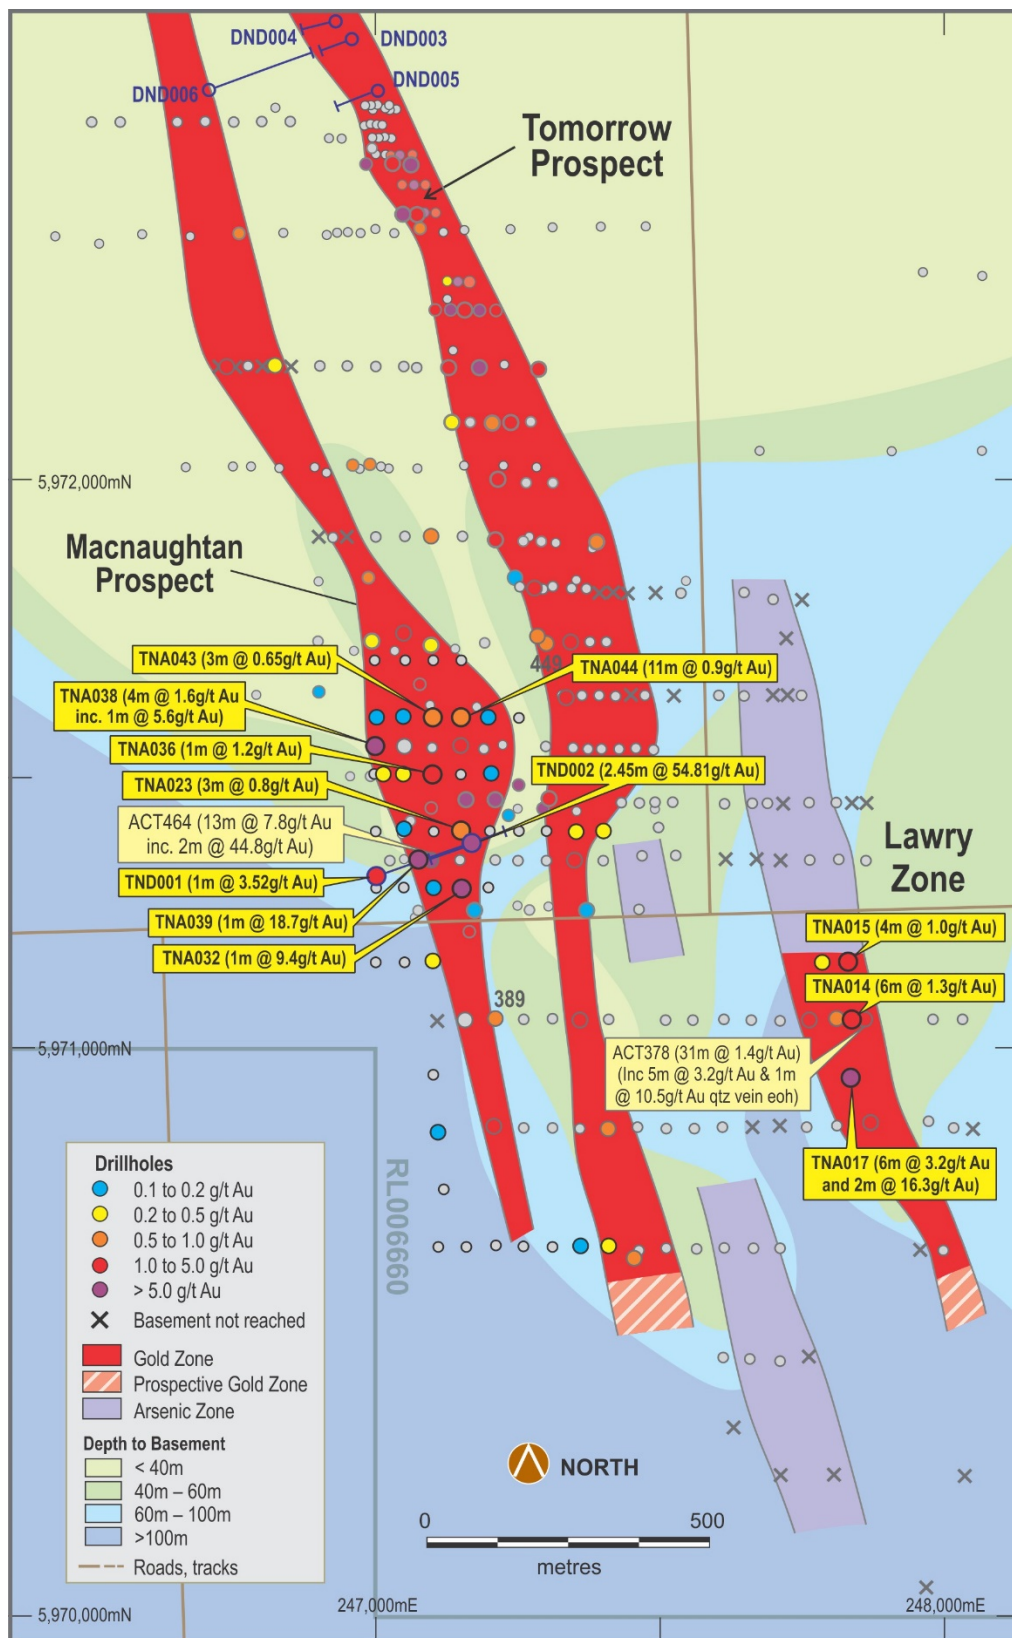 DND004
DND003
DND005
DND006
Tomorrow
Prospect
5,972,000mN
Macnaughtan
Prospect
TNA043 (3m @ 0.65g/t Au)
449
TNA044 (11m @ 0.9g/t Au)
TNA038 (4m @ 1.6g/t Au
inc. 1m @ 5.6g/t Au)
TNA036 (1m @ 1.2g/t Au)
TND002 (2.45m @ 54.81g/t Au)
TNA023 (3m @ 0.8g/t Au)
ACT464 (13m @ 7.8g/t Au
inc. 2m @ 44.8g/t Au)
Lawry
Zone
TND001 (1m @ 3.52g/t Au)
TNA039 (1m @ 18.7g/t Au)
TNA015 (4m @ 1.0g/t Au)
TNA032 (1m @ 9.4g/t Au)
TNA014 (6m @ 1.3g/t Au)
389
5,971,000mN
ACT378 (31m @ 1.4g/t Au)
(Inc 5m @ 3.2g/t Au & 1m
@ 10.5g/t Au qtz vein eoh)
TNA017 (6m @ 3.2g/t Au
and 2m @ 16.3g/t Au)
RL006660
Drillholes
0.1 to 0.2 g/t Au
0.2 to 0.5 g/t Au
0.5 to 1.0 g/t Au
1.0 to 5.0 g/t Au
> 5.0 g/t Au
Basement not reached
Gold Zone
Prospective Gold Zone
Arsenic Zone
Depth to Basement
< 40m
40m – 60m
60m – 100m
>100m
Roads, tracks
NORTH
0 500
metres
5,970,000mN
247,000mE
248,000mE